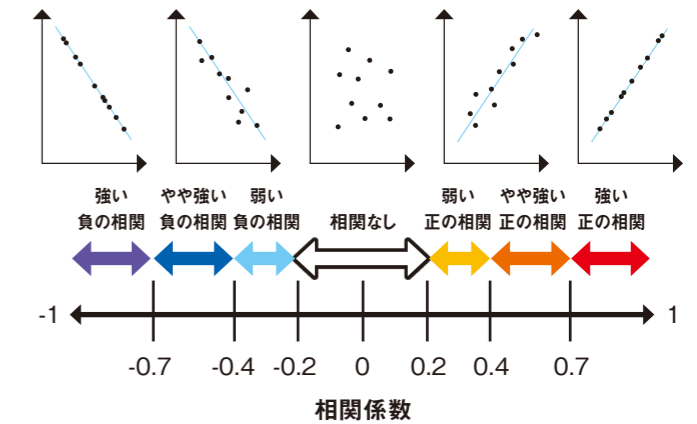 強い
負の相関
やや強い
負の相関
弱い
負の相関
相関なし
弱い
正の相関
やや強い
正の相関
強い
正の相関
-1
1
-0.7 -0.4 -0.2 0 0.2 0.4 0.7
相関係数